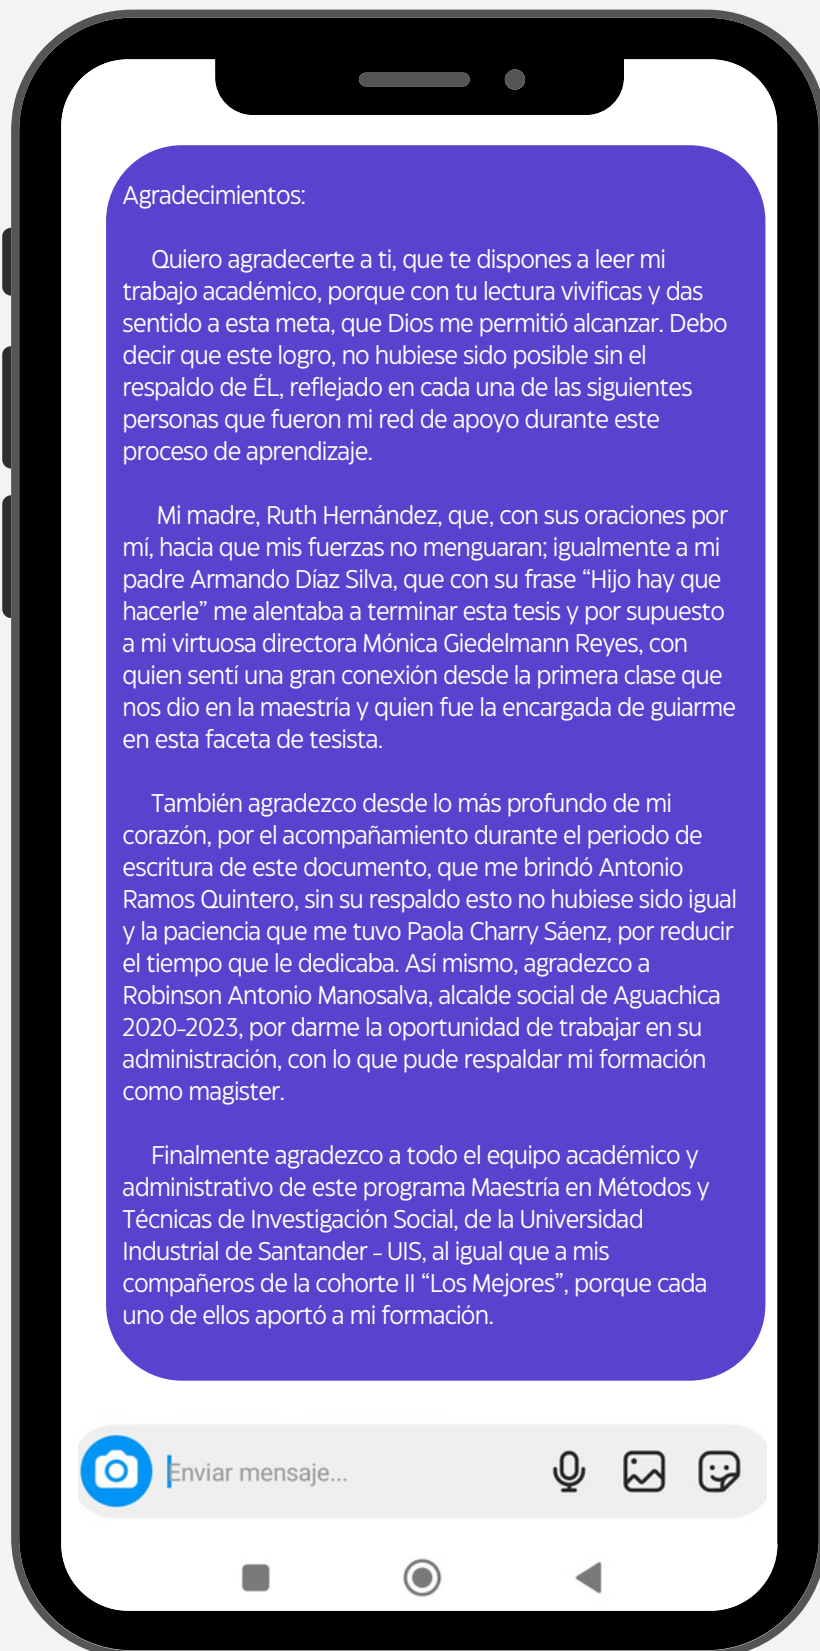 Agradecimientos:
Quiero agradecerte a ti, que te dispones a leer mi
trabajo académico, porque con tu lectura vivificas y das
sentido a esta meta, que Dios me permitió alcanzar. Debo
decir que este logro, no hubiese sido posible sin el
respaldo de ÉL, reflejado en cada una de las siguientes
personas que fueron mi red de apoyo durante este
proceso de aprendizaje.
Mi madre, Ruth Hernández, que, con sus oraciones por
mí, hacia que mis fuerzas no menguaran; igualmente a mi
padre Armando Díaz Silva, que con su frase “Hijo hay que
hacerle” me alentaba a terminar esta tesis y por supuesto
a mi virtuosa directora Mónica Giedelmann Reyes, con
quien sentí una gran conexión desde la primera clase que
nos dio en la maestría y quien fue la encargada de guiarme
en esta faceta de tesista.
También agradezco desde lo más profundo de mi
corazón, por el acompañamiento durante el periodo de
escritura de este documento, que me brindó Antonio
Ramos Quintero, sin su respaldo esto no hubiese sido igual
y la paciencia que me tuvo Paola Charry Sáenz, por reducir
el tiempo que le dedicaba. Así mismo, agradezco a
Robinson Antonio Manosalva, alcalde social de Aguachica
2020-2023, por darme la oportunidad de trabajar en su
administración, con lo que pude respaldar mi formación
como magister.
Finalmente agradezco a todo el equipo académico y
administrativo de este programa Maestría en Métodos y
Técnicas de Investigación Social, de la Universidad
Industrial de Santander - UIS, al igual que a mis
compañeros de la cohorte II “Los Mejores”, porque cada
uno de ellos aportó a mi formación.
Enviar mensaje...